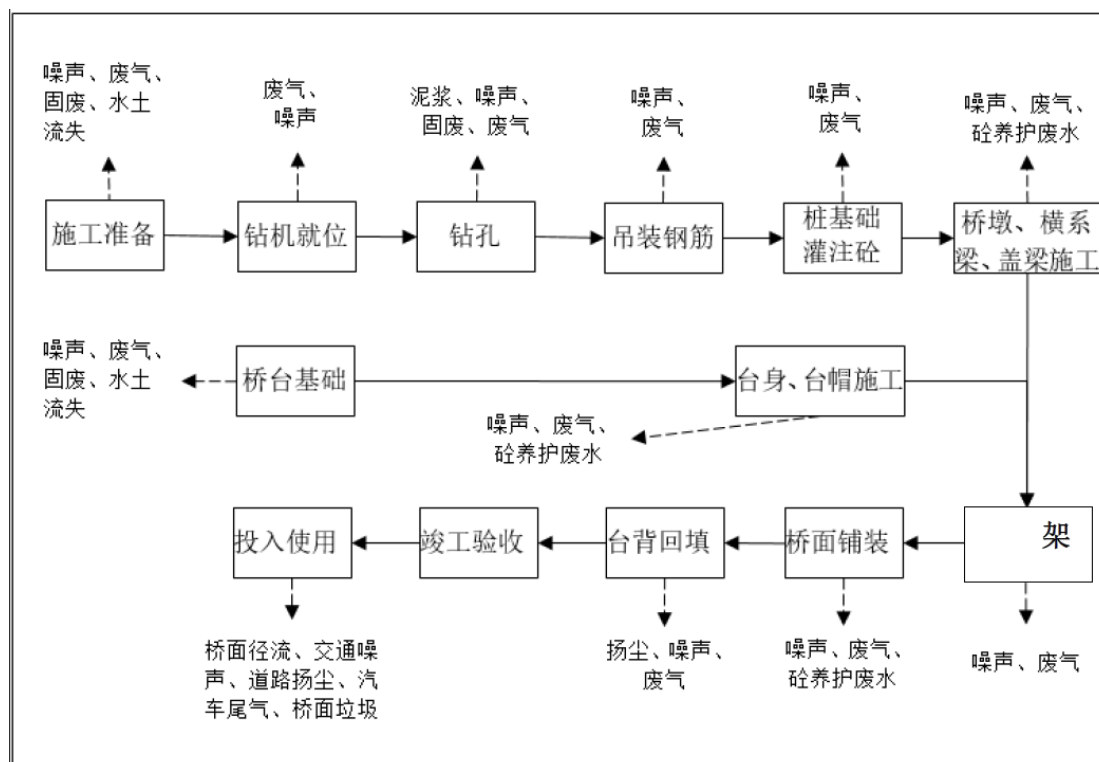 噪声、废气、
固废、水土
流失
废气、
噪声
泥浆、噪声、
固废、废气
噪声、
废气
噪声、
废气
噪声、废气、
砼养护废水
施工准备
钻机就位
钻孔
吊装钢筋
桩基础
灌注砼
桥墩、横系
梁、盖梁施工
噪声、废气、
固废、水土
流失
桥台基础
台身、台帽施工
噪声、废气、
砼养护废水
投入使用
竣工验收
台背回填
桥面铺装
架
桥面径流、交通噪
声、道路扬尘、汽
车尾气、桥面垃圾
扬尘、噪声、
废气
噪声、废气、
砼养护废水
噪声、废气